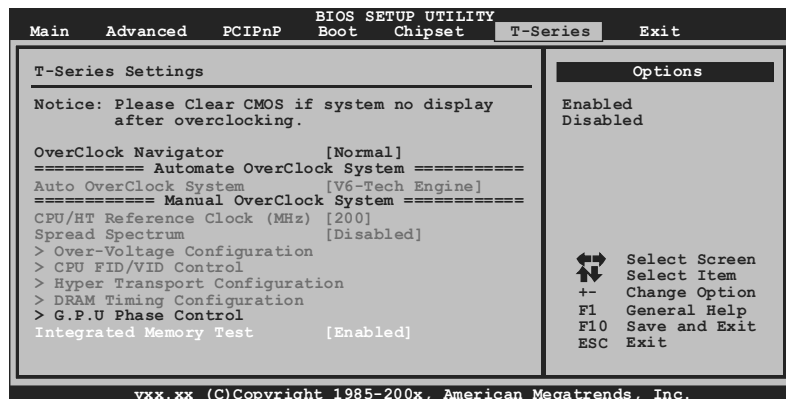 BIOS SETUP UTILITY
Main Advanced PCIPnP Boot Chipset T-Series Exit
T-Series Settings
Notice: Please Clear CMOS if system no display
after overclocking.
OverClock Navigator [Normal]
=========== Automate OverClock System ===========
Auto OverClock System [V6-Tech Engine]
============ Manual OverClock System ============
CPU/HT Reference Clock (MHz) [200]
Spread Spectrum [Disabled]
> Over-Voltage Configuration
> CPU FID/VID Control
> Hyper Transport Configuration
> DRAM Timing Configuration
> G.P.U Phase Control
Integrated Memory Test [Enabled]
Options
Enabled
Disabled
Select Screen
Select Item
+- Change Option
F1 General Help
F10 Save and Exit
ESC Exit
vxx.xx (C)Copyright 1985-200x, American Megatrends, Inc.